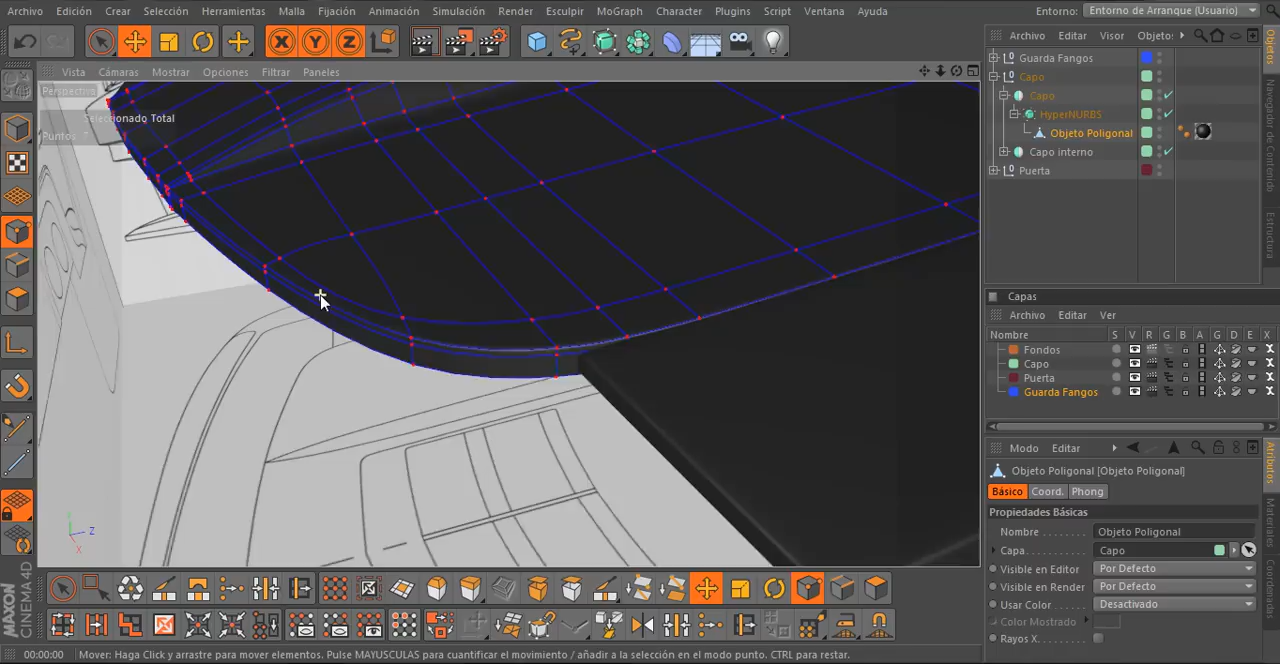 Archivo Edición Crear Selección Herramientas Malla Fijación Animación Simulación Render Esculpir MoGraph Character Plugins Script Ventana Ayuda Entorno: Entorno de Arranque (Usuario)
X Y Z
Archivo Editar Visor Objeto:
Objetos
Navegador de Contenido
Estructura
Vista Cámaras Mostrar Opciones Filtrar Paneles
Perspectiva
Seleccionado Total
Puntos
Guarda Fangos
Capo
Capo
HyperNURBS
Objeto Poligonal
Capo interno
Puerta
Capas
Archivo Editar Ver
Nombre S V R G B A G D E X
Fondos
Capo
Puerta
Guarda Fangos
Modo Editar
Atributos
Materiales
Coordenadas
Objeto Poligonal [Objeto Poligonal]
Básico Coord. Phong
Propiedades Básicas
Nombre Objeto Poligonal
Capa Capo
Visible en Editor Por Defecto
Visible en Render Por Defecto
Usar Color Desactivado
Color Mostrado
Rayos X
Y
Z
X
MAXON
CINEMA 4D
00:00:00 Mover: Haga Click y arrastre para mover elementos. Pulse MAYUSCULAS para cuantificar el movimiento / añadir a la selección en el modo punto. CTRL para restar.